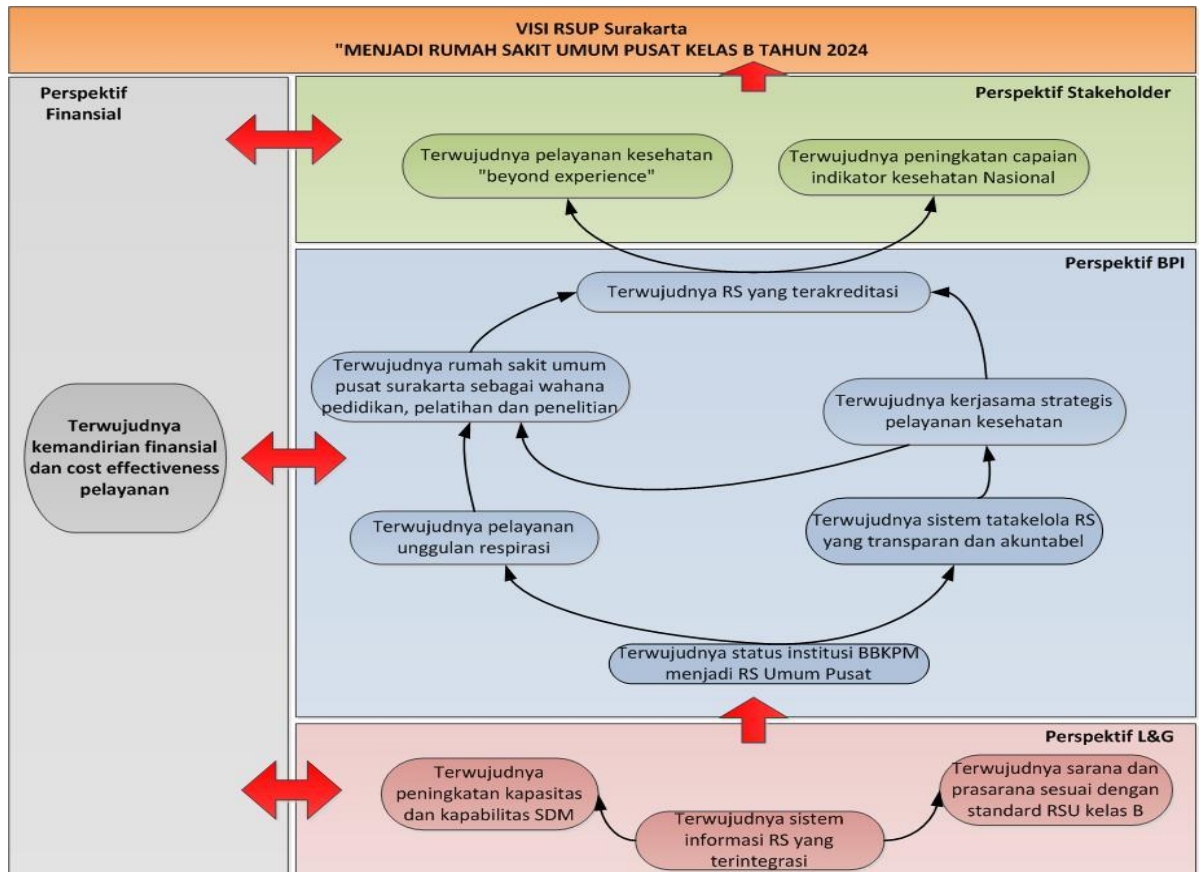 VISI RSUP Surakarta
"MENJADI RUMAH SAKIT UMUM PUSAT KELAS B TAHUN 2024
Perspektif
Finansial
Terwujudnya
kemandirian finansial
dan cost effectiveness
pelayanan
Perspektif Stakeholder
Terwujudnya pelayanan kesehatan
"beyond experience"
Terwujudnya peningkatan capaian
indikator kesehatan Nasional
Perspektif BPI
Terwujudnya RS yang terakreditasi
Terwujudnya rumah sakit umum
pusat surakarta sebagai wahana
pedidikan, pelatihan dan penelitian
Terwujudnya kerjasama strategis
pelayanan kesehatan
Terwujudnya pelayanan
unggulan respirasi
Terwujudnya sistem tatakelola RS
yang transparan dan akuntabel
Terwujudnya status institusi BBKPM
menjadi RS Umum Pusat
Perspektif L&G
Terwujudnya
peningkatan kapasitas
dan kapabilitas SDM
Terwujudnya sistem
informasi RS yang
terintegrasi
Terwujudnya sarana dan
prasarana sesuai dengan
standard RSU kelas B